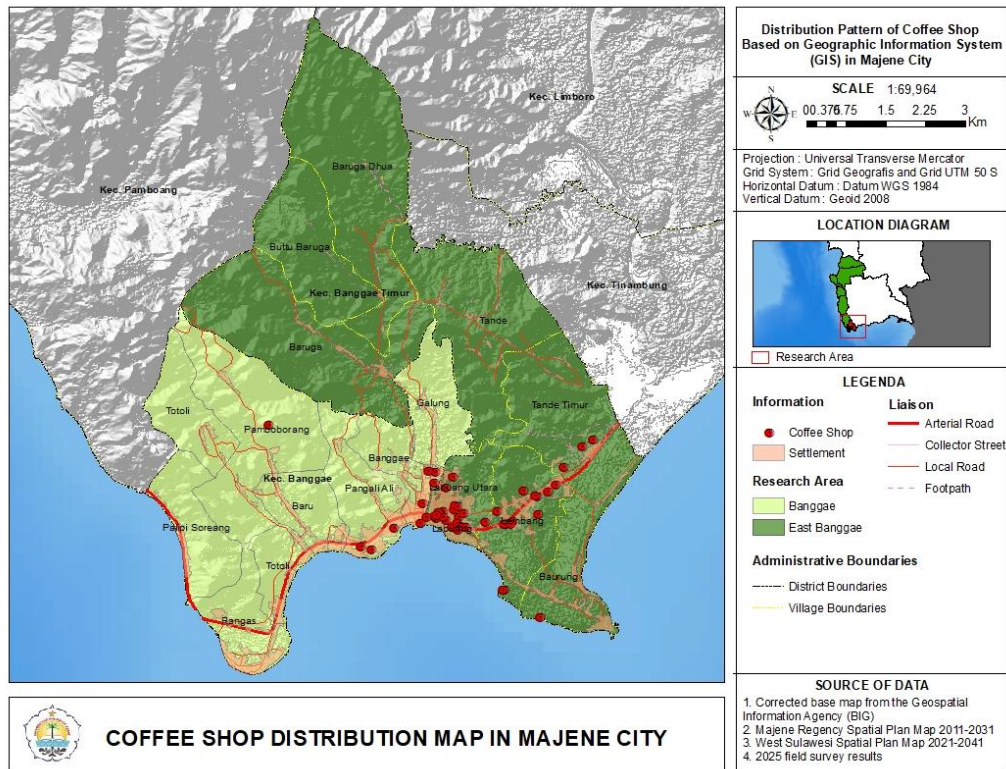 Distribution Pattern of Coffee Shop
Based on Geographic Information System
(GIS) in Majene City
N
W E
S
SCALE 1:69,964
1.5 2.25 3
Km
Projection : Universal Transverse Mercator
Grid System : Grid Geografis and Grid UTM 50 S
Horizontal Datum : Datum WGS 1984
Vertical Datum : Geoid 2008
LOCATION DIAGRAM
Research Area
LEGENDA
Information
Coffee Shop
Settlement
Research Area
Banggae
East Banggae
Liaison
Arterial Road
Collector Street
Local Road
Footpath
Administrative Boundaries
District Boundaries
Village Boundaries
SOURCE OF DATA
1. Corrected base map from the Geospatial
Information Agency (BIG)
2. Majene Regency Spatial Plan Map 2011-2031
3. West Sulawesi Spatial Plan Map 2021-2041
4. 2025 field survey results
Kec. Limboro
Baruga Dhua
Kec. Pamboang
Buttu Baruga
Kec. Banggae Timur
Kec. Tinambung
Tande
Baruga
Galung
Tande Timur
Totoli
Pamboborang
Banggae
Kec. Banggae
Pangali Ali
Utara
Baru
Palipi Soreang
Totoli
Baurung
Rangas
COFFEE SHOP DISTRIBUTION MAP IN MAJENE CITY